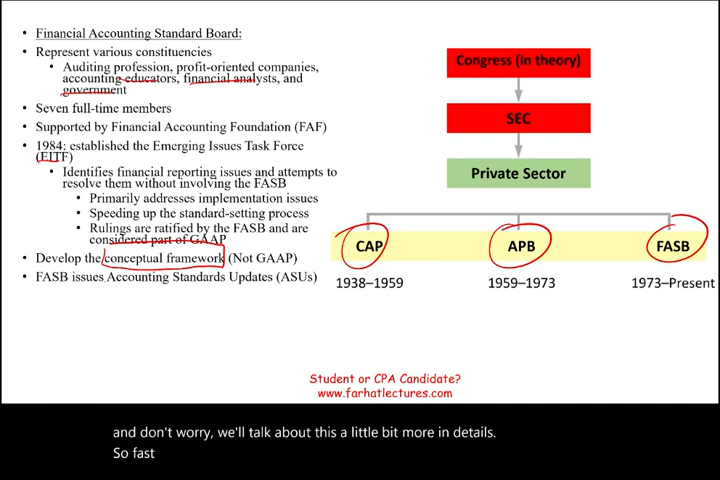 Financial Accounting Standard Board:
Represent various constituencies
Auditing profession, profit-oriented companies,
accounting educators, financial analysts, and
government
Seven full-time members
Supported by Financial Accounting Foundation (FAF)
1984: established the Emerging Issues Task Force
(EITF)
Identifies financial reporting issues and attempts to
resolve them without involving the FASB
Primarily addresses implementation issues
Speeding up the standard-setting process
Rulings are ratified by the FASB and are
considered part of GAAP
Develop the conceptual framework (Not GAAP)
FASB issues Accounting Standards Updates (ASUs)
Congress (in theory)
SEC
Private Sector
CAP
APB
FASB
1938–1959
1959–1973
1973–Present
Student or CPA Candidate?
www.farhatlectures.com
and don't worry, we'll talk about this a little bit more in details.
So fast